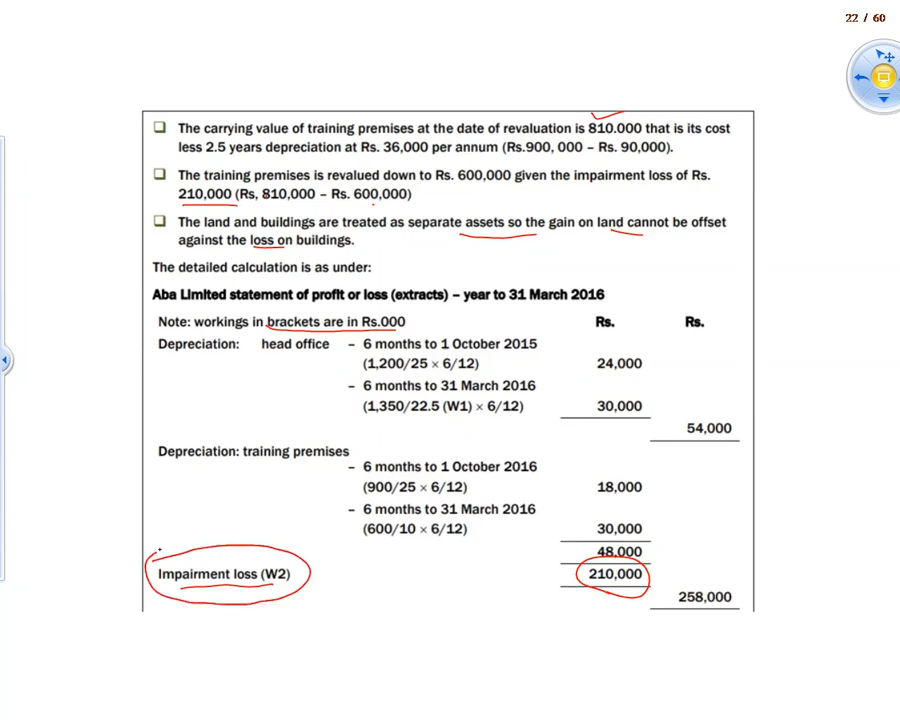 22 / 60
The carrying value of training premises at the date of revaluation is 810.000 that is its cost
less 2.5 years depreciation at Rs. 36,000 per annum (Rs.900, 000 – Rs. 90,000).
The training premises is revalued down to Rs. 600,000 given the impairment loss of Rs.
210,000 (Rs, 810,000 – Rs. 600,000)
The land and buildings are treated as separate assets so the gain on land cannot be offset
against the loss on buildings.
The detailed calculation is as under:
Aba Limited statement of profit or loss (extracts) – year to 31 March 2016
Note: workings in brackets are in Rs.000 Rs. Rs.
Depreciation: head office – 6 months to 1 October 2015
(1,200/25 × 6/12) 24,000
– 6 months to 31 March 2016
(1,350/22.5 (W1) × 6/12) 30,000
54,000
Depreciation: training premises
– 6 months to 1 October 2016
(900/25 × 6/12) 18,000
– 6 months to 31 March 2016
(600/10 × 6/12) 30,000
48,000
Impairment loss (W2) 210,000
258,000